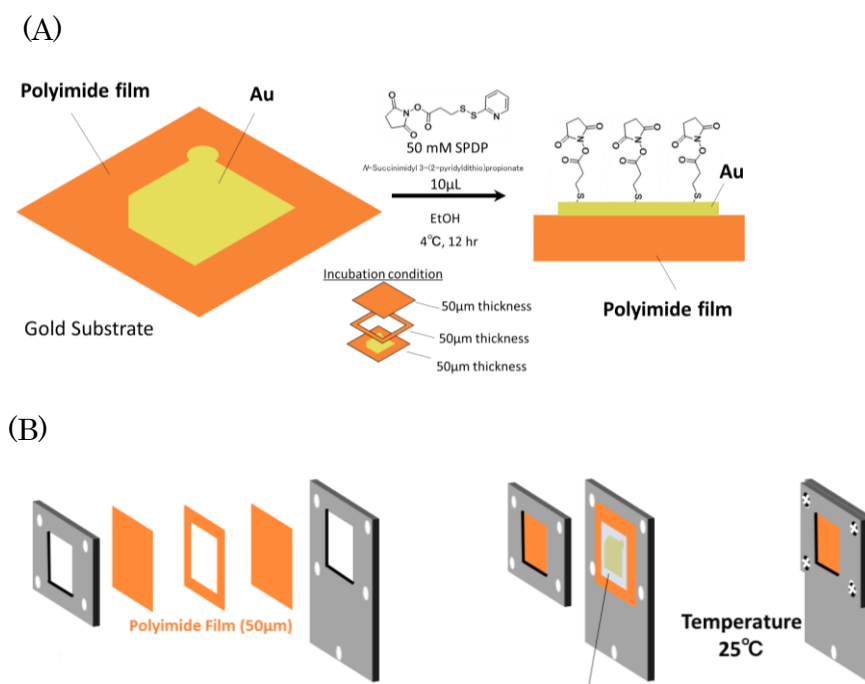 (A)
Polyimide film
Au
50 mM SPDP
N-Succinimidyl 3-(2-pyridyldithio)propionate
10μL
EtOH
4℃, 12 hr
Incubation condition
50μm thickness
50μm thickness
50μm thickness
Gold Substrate
O
N
O
O
O
S
S
N
O
N
O
O
O
S
O
N
O
O
O
S
O
N
O
O
O
S
Au
Polyimide film
(B)
Polyimide Film (50μm)
Temperature
25℃